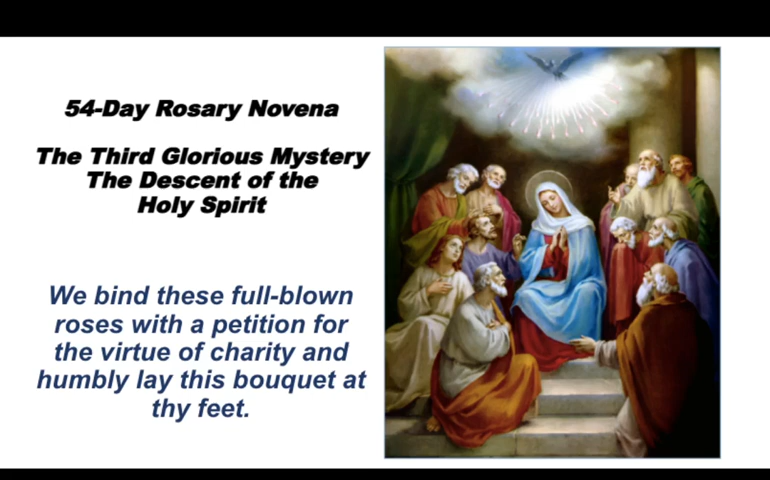 54-Day Rosary Novena
The Third Glorious Mystery
The Descent of the
Holy Spirit
We bind these full-blown
roses with a petition for
the virtue of charity and
humbly lay this bouquet at
thy feet.